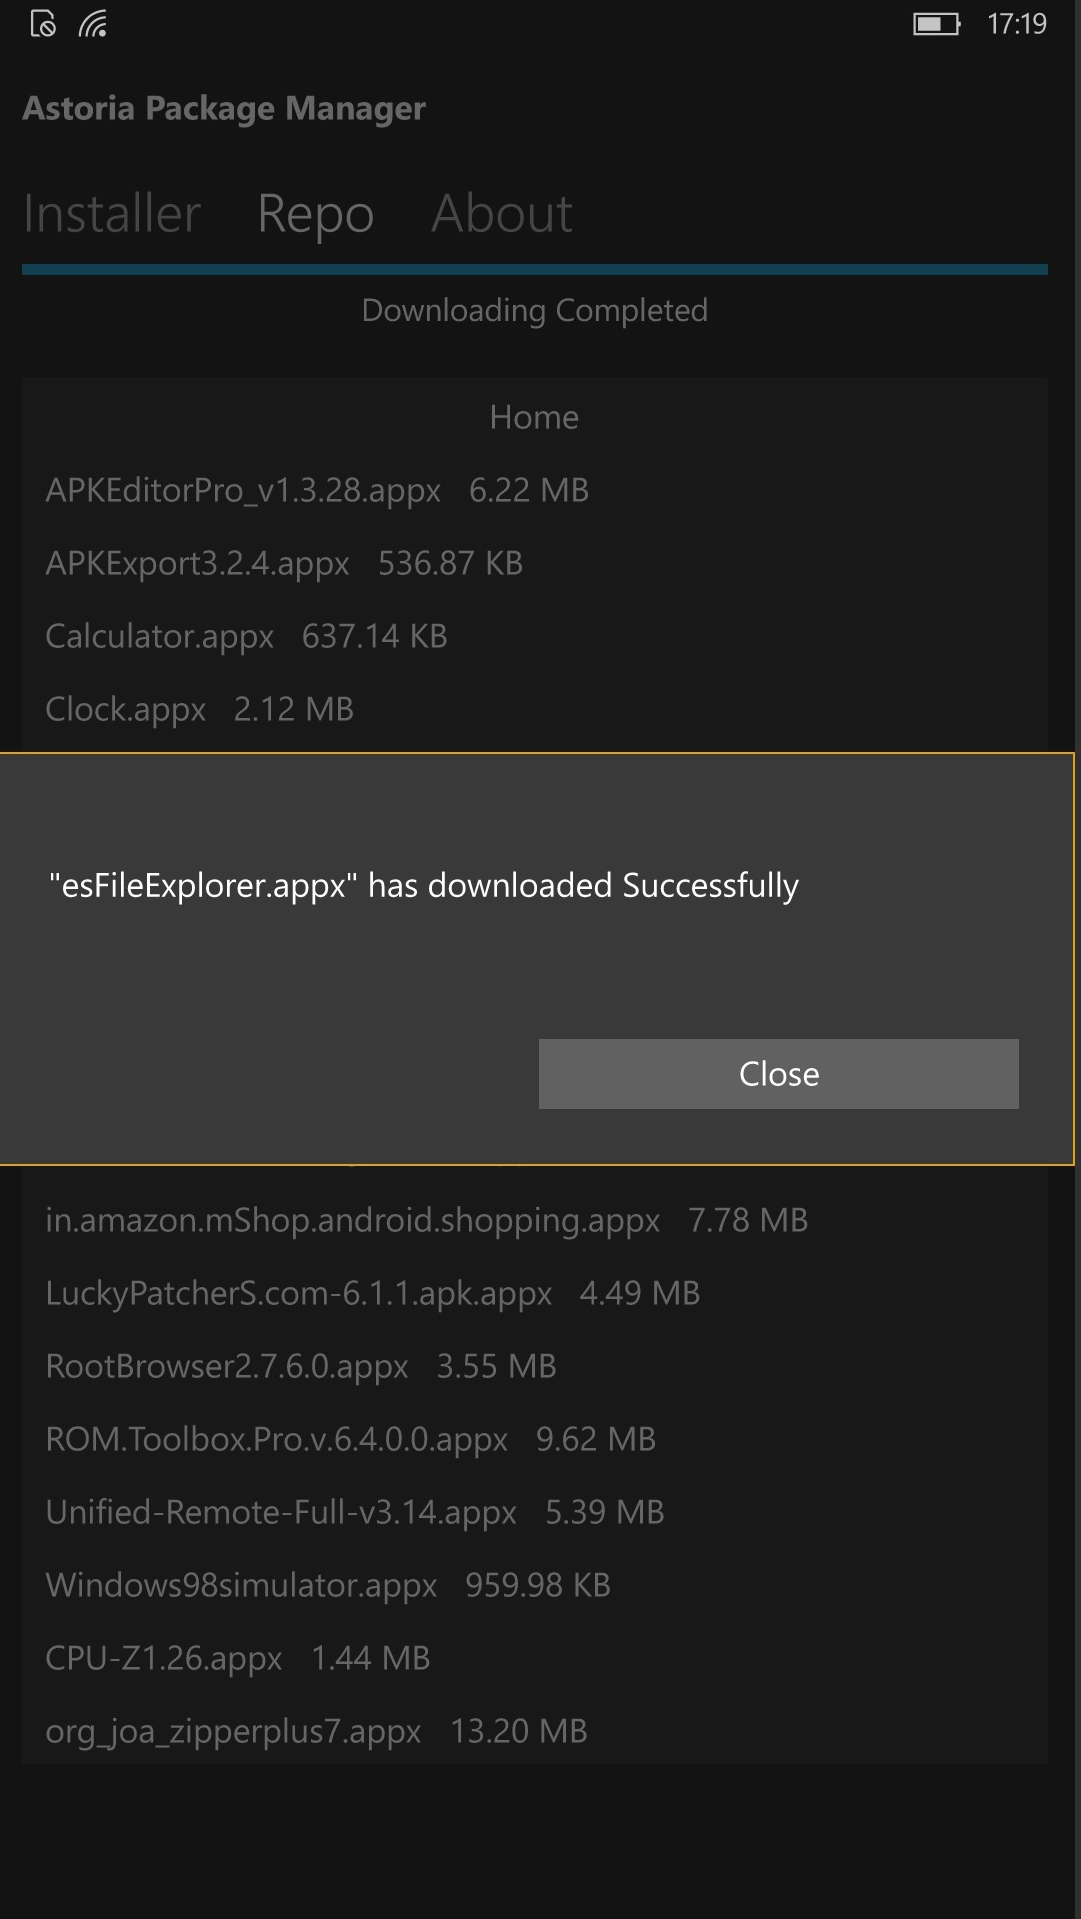 17:19
Astoria Package Manager
Installer Repo About
Downloading Completed
Home
APKEditorPro_v1.3.28.appx 6.22 MB
APKExport3.2.4.appx 536.87 KB
Calculator.appx 637.14 KB
Clock.appx 2.12 MB
"esFileExplorer.appx" has downloaded Successfully
Close
in.amazon.mShop.android.shopping.appx 7.78 MB
LuckyPatcherS.com-6.1.1.apk.appx 4.49 MB
RootBrowser2.7.6.0.appx 3.55 MB
ROM.Toolbox.Pro.v.6.4.0.0.appx 9.62 MB
Unified-Remote-Full-v3.14.appx 5.39 MB
Windows98simulator.appx 959.98 KB
CPU-Z1.26.appx 1.44 MB
org_joa_zipperplus7.appx 13.20 MB